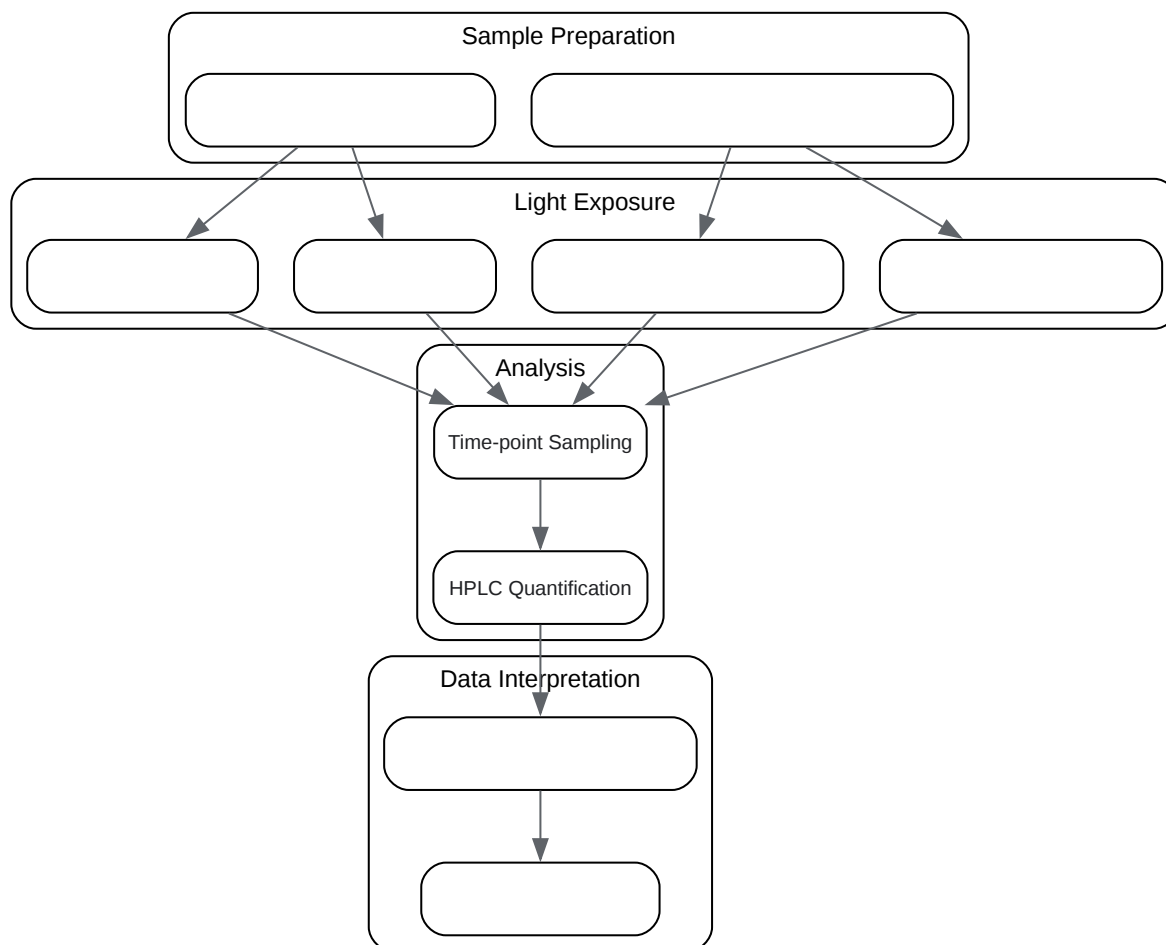 Sample Preparation
Light Exposure
Analysis
Time-point Sampling
HPLC Quantification
Data Interpretation